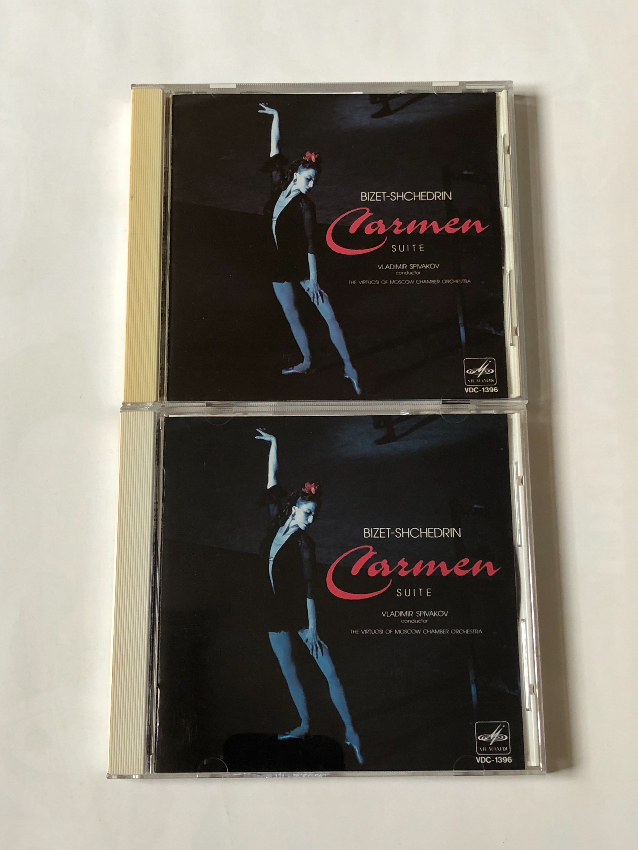 BIZET-SHCHEDRIN
Carmen
SUITE
VLADIMIR SPIVAKOV
conductor
THE VIRTUOSI OF MOSCOW CHAMBER ORCHESTRA
VDC-1396
BIZET-SHCHEDRIN
Carmen
SUITE
VLADIMIR SPIVAKOV
conductor
THE VIRTUOSI OF MOSCOW CHAMBER ORCHESTRA
VDC-1396